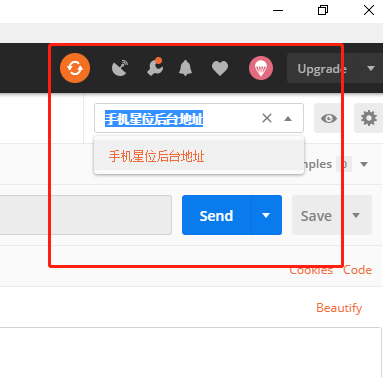 Upgrade
手机星位后台地址
手机星位后台地址
mples 0
Send
Save
Cookies Code
Beautify